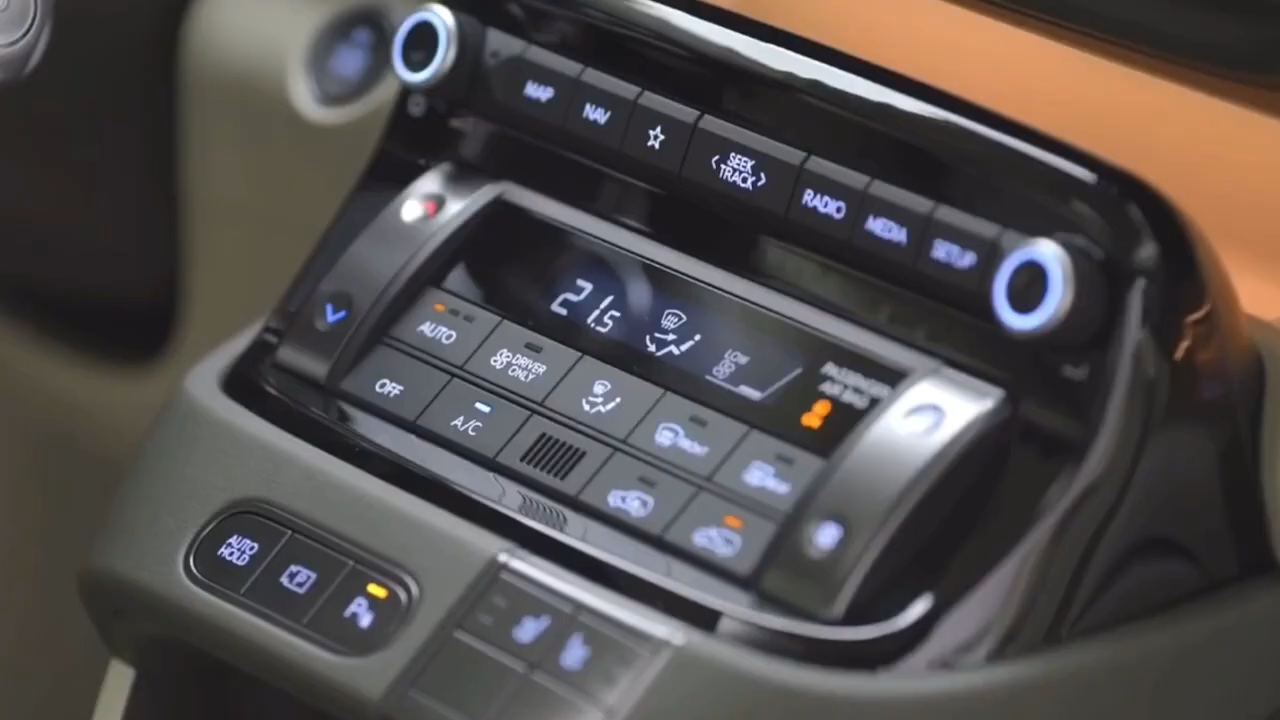 MAP
NAV
SEEK
TRACK
RADIO
MEDIA
SETUP
21.5
LOW
PASSENGER
AIR BAG
AUTO
DRIVER
ONLY
FRONT
OFF
A/C
AUTO
HOLD
P
P